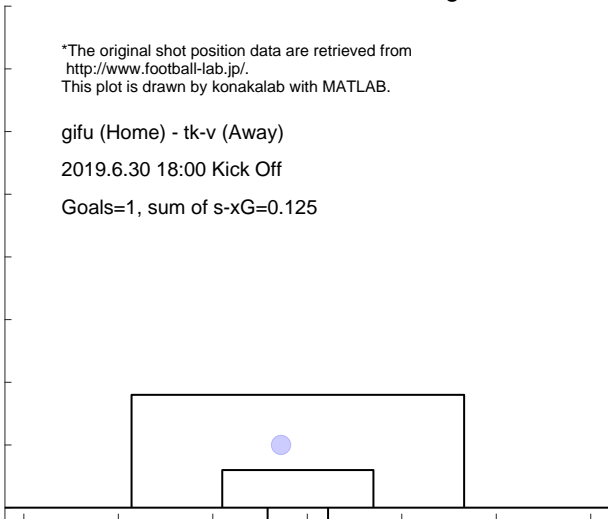 *The original shot position data are retrieved from
http://www.football-lab.jp/.
This plot is drawn by konakalab with MATLAB.
gifu (Home) - tk-v (Away)
2019.6.30 18:00 Kick Off
Goals=1, sum of s-xG=0.125